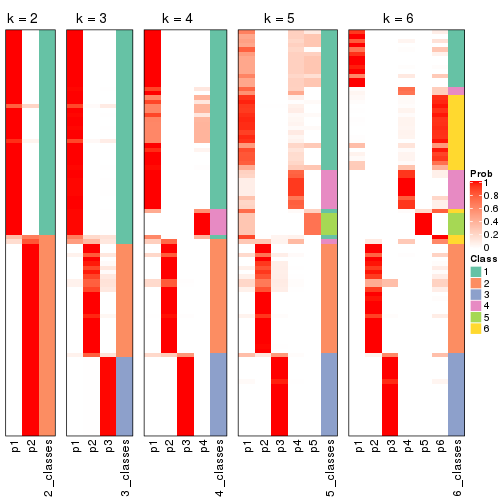 k = 2
k = 3
k = 4
k = 5
k = 6
Prob
1
0.8
0.6
0.4
0.2
0
Class
1
2
3
4
5
6
p1
p2
2_classes
p1
p2
p3
3_classes
p1
p2
p3
p4
4_classes
p1
p2
p3
p4
p5
5_classes
p1
p2
p3
p4
p5
p6
6_classes